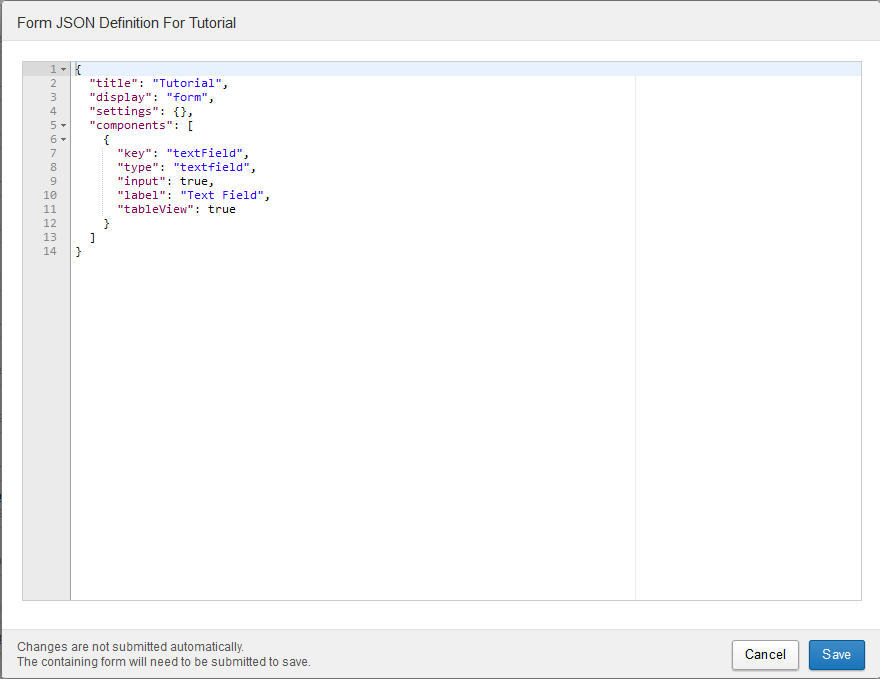 Form JSON Definition For Tutorial
1 {
2   "title": "Tutorial",
3   "display": "form",
4   "settings": {},
5   "components": [
6     {
7       "key": "textField",
8       "type": "textfield",
9       "input": true,
10       "label": "Text Field",
11       "tableView": true
12     }
13   ]
14 }
Changes are not submitted automatically.
The containing form will need to be submitted to save.
Cancel Save